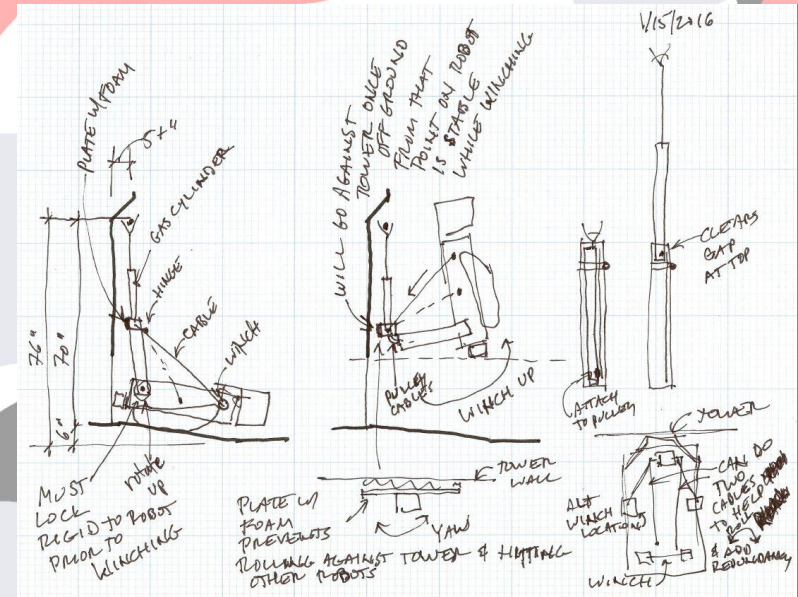 1/15/2016
PLATE W/FOAM
GAS CYLINDER
HINGE
CABLE
WINCH
76"
70"
6"
MUST
LOCK
RIGID TO ROBOT
PRIOR TO
WINCHING
rotate
UP
WILL GO AGAINST
TOWER ONCE
OFF GROUND
FROM THAT
POINT ON ROBOT
IS STABLE
WHILE WINCHING
PULLEY
CABLES
WINCH UP
PLATE W/
FOAM
PREVENTS
ROLLING AGAINST TOWER & HITTING
OTHER ROBOTS
TOWER
WALL
YAW
CLEARS
GAP
AT TOP
ATTACH
TO PULLEY
TOWER
ALT
WINCH
LOCATIONS
CAN DO
TWO
CABLES
TO HELP
ROLL
& ADD
REDUNDANCY
WINCH